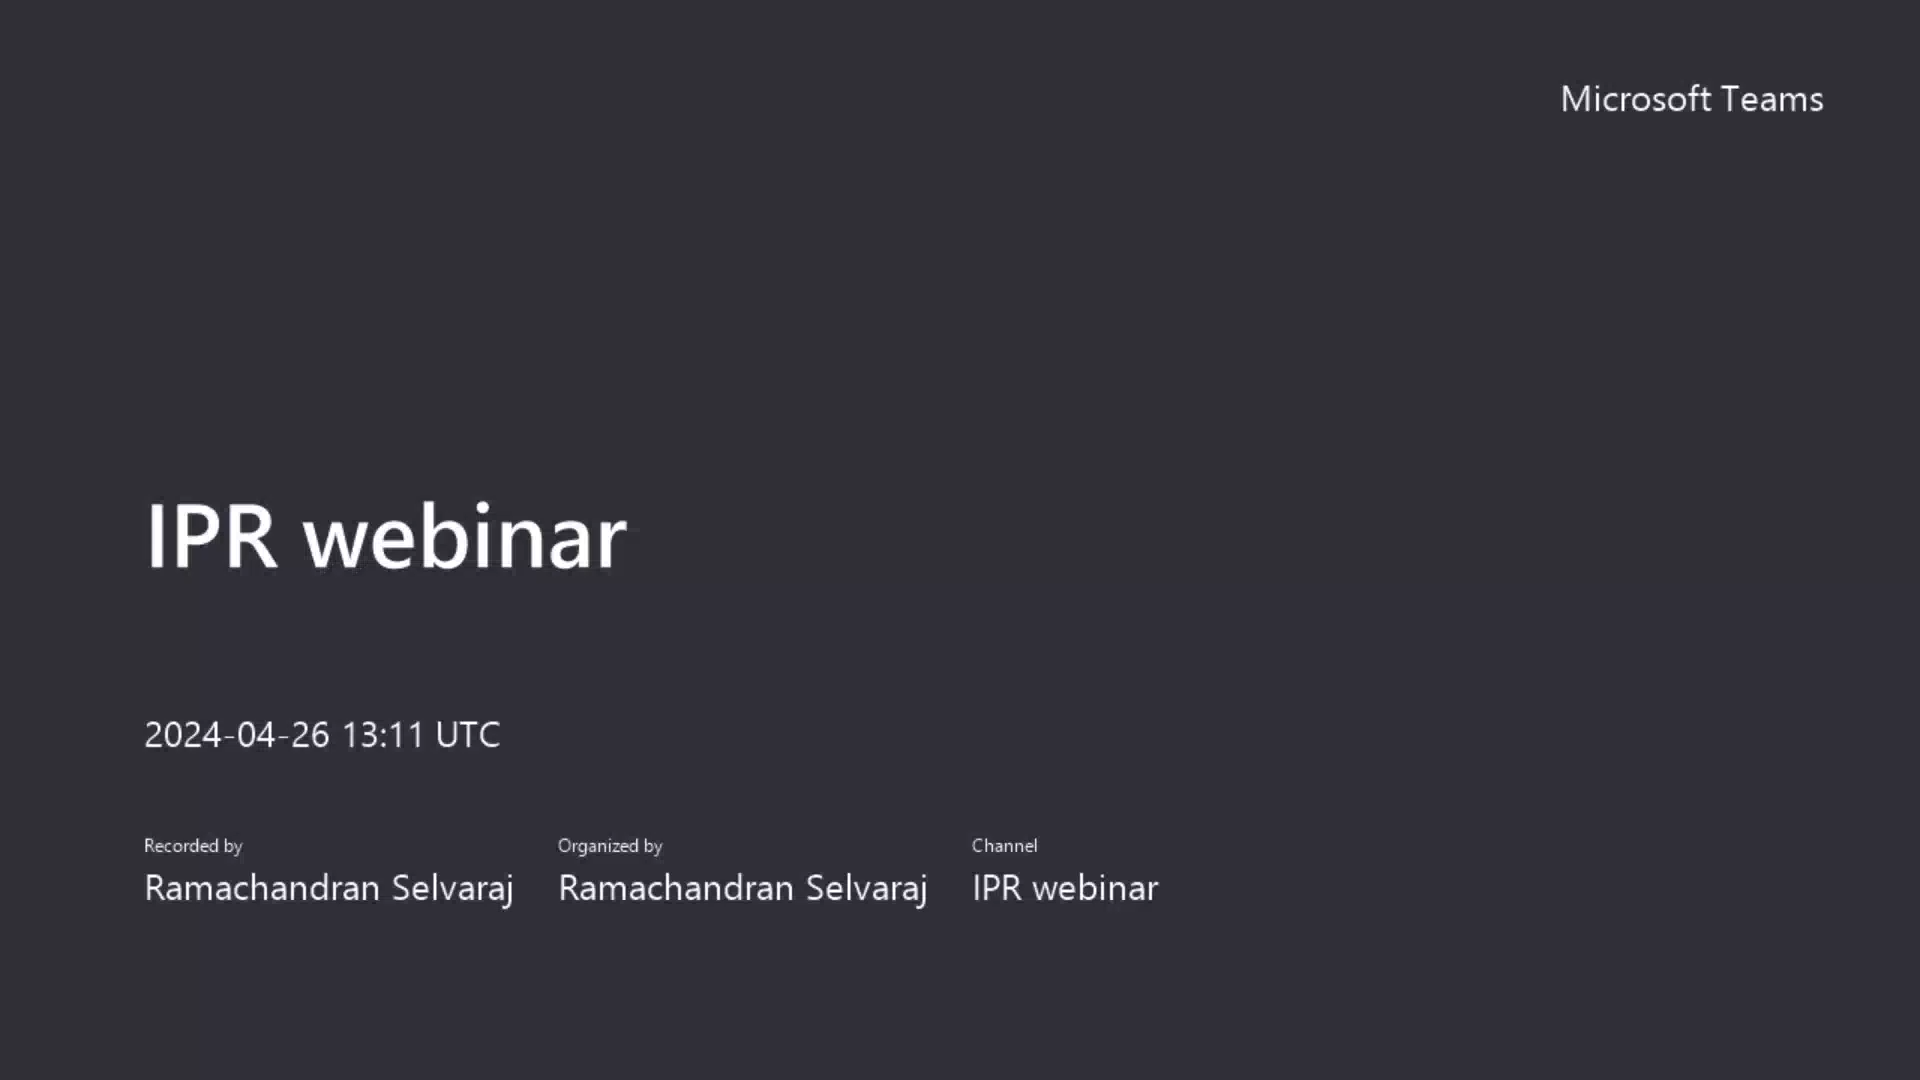 Microsoft Teams
IPR webinar
2024-04-26 13:11 UTC
Recorded by
Ramachandran Selvaraj
Organized by
Ramachandran Selvaraj
Channel
IPR webinar